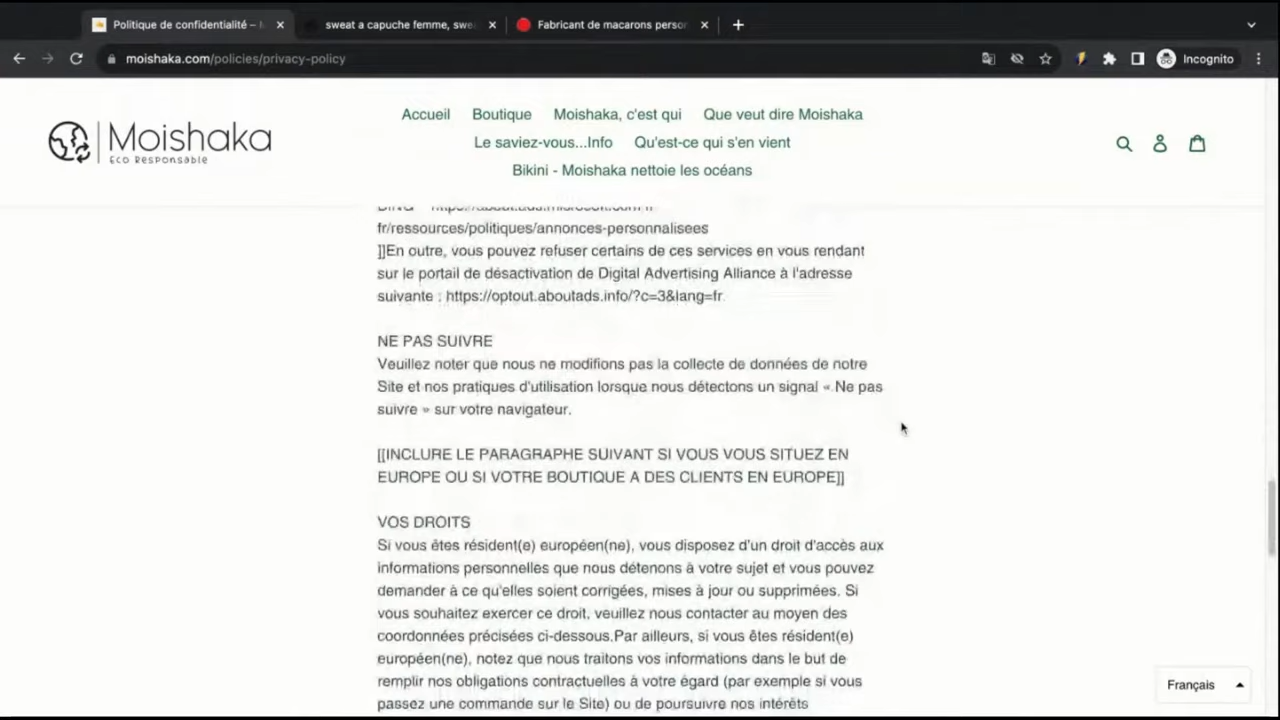 Politique de confidentialité –
sweat a capuche femme, swe
Fabricant de macarons perso
moishaka.com/policies/privacy-policy
Incognito
Moishaka
Eco Responsable
Accueil Boutique Moishaka, c'est qui Que veut dire Moishaka
Le saviez-vous...Info Qu'est-ce qui s'en vient
Bikini - Moishaka nettoie les océans
fr/ressources/politiques/annonces-personnalisees
]]En outre, vous pouvez refuser certains de ces services en vous rendant
sur le portail de désactivation de Digital Advertising Alliance à l'adresse
suivante : https://optout.aboutads.info/?c=3&lang=fr.
NE PAS SUIVRE
Veuillez noter que nous ne modifions pas la collecte de données de notre
Site et nos pratiques d'utilisation lorsque nous détectons un signal « Ne pas
suivre » sur votre navigateur.
[[INCLURE LE PARAGRAPHE SUIVANT SI VOUS VOUS SITUEZ EN
EUROPE OU SI VOTRE BOUTIQUE A DES CLIENTS EN EUROPE]]
VOS DROITS
Si vous êtes résident(e) européen(ne), vous disposez d'un droit d'accès aux
informations personnelles que nous détenons à votre sujet et vous pouvez
demander à ce qu'elles soient corrigées, mises à jour ou supprimées. Si
vous souhaitez exercer ce droit, veuillez nous contacter au moyen des
coordonnées précisées ci-dessous.Par ailleurs, si vous êtes résident(e)
européen(ne), notez que nous traitons vos informations dans le but de
remplir nos obligations contractuelles à votre égard (par exemple si vous
passez une commande sur le Site) ou de poursuivre nos intérêts
Français